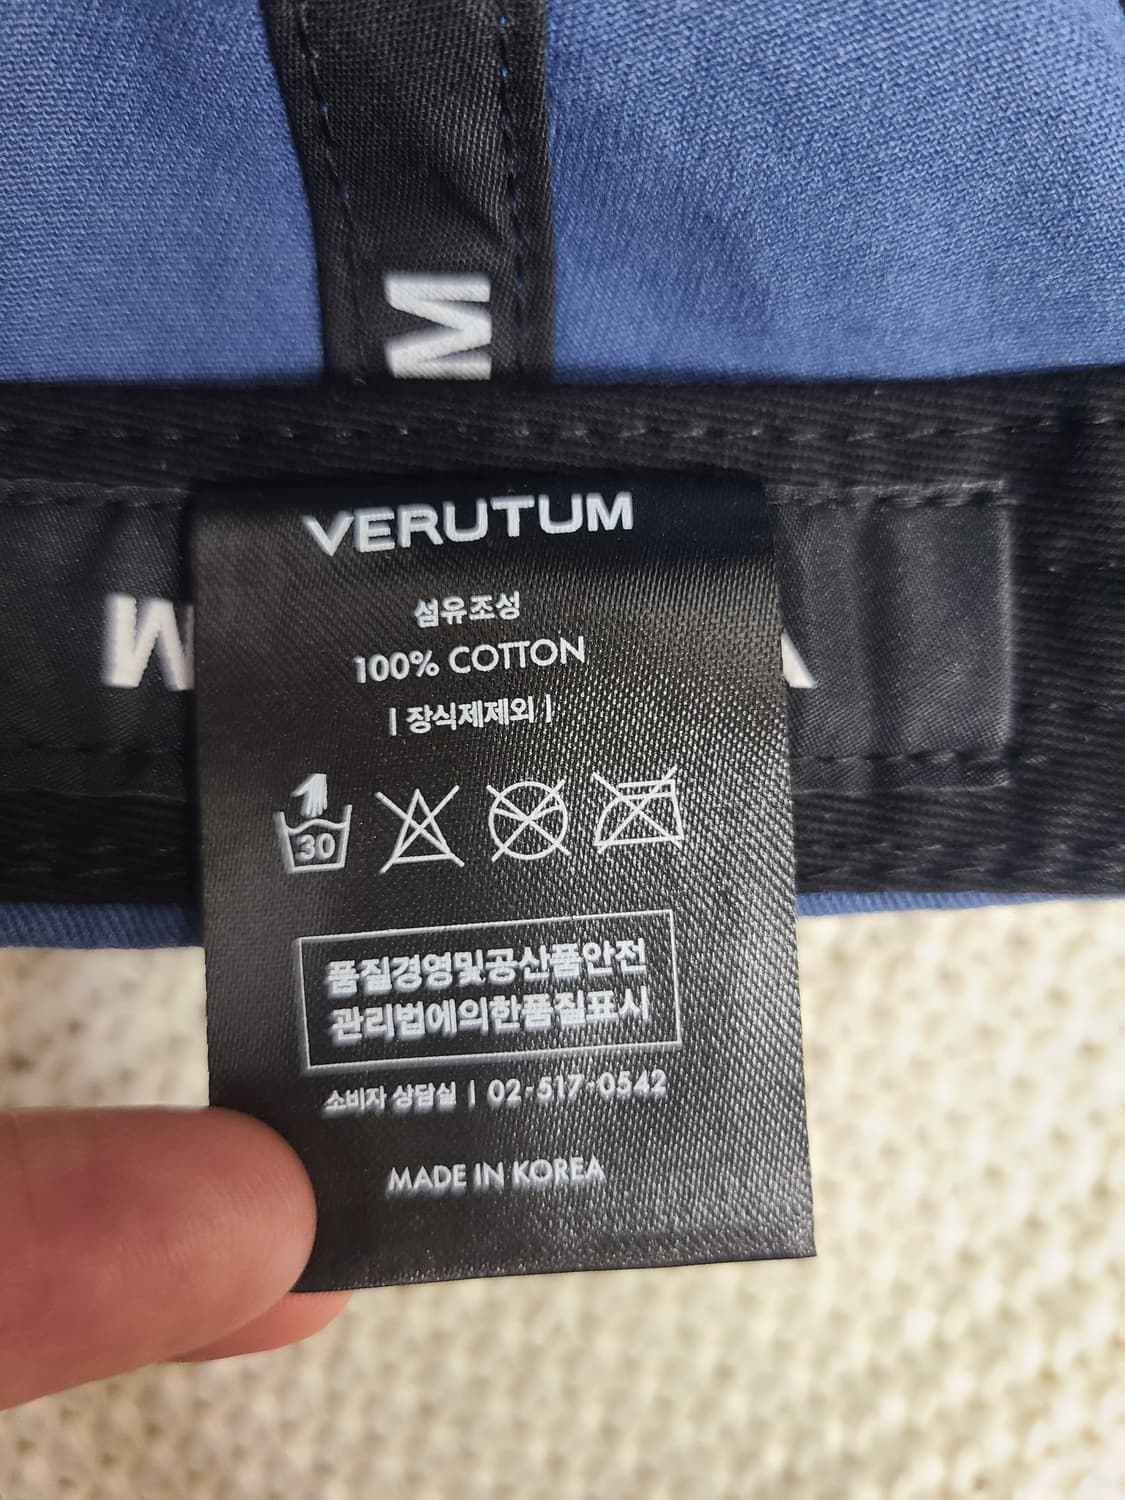 M
VERUTUM
섬유조성
100% COTTON
| 장식제제외 |
M
V
30
품질경영및공산품안전
관리법에의한품질표시
소비자 상담실 | 02-517-0542
MADE IN KOREA